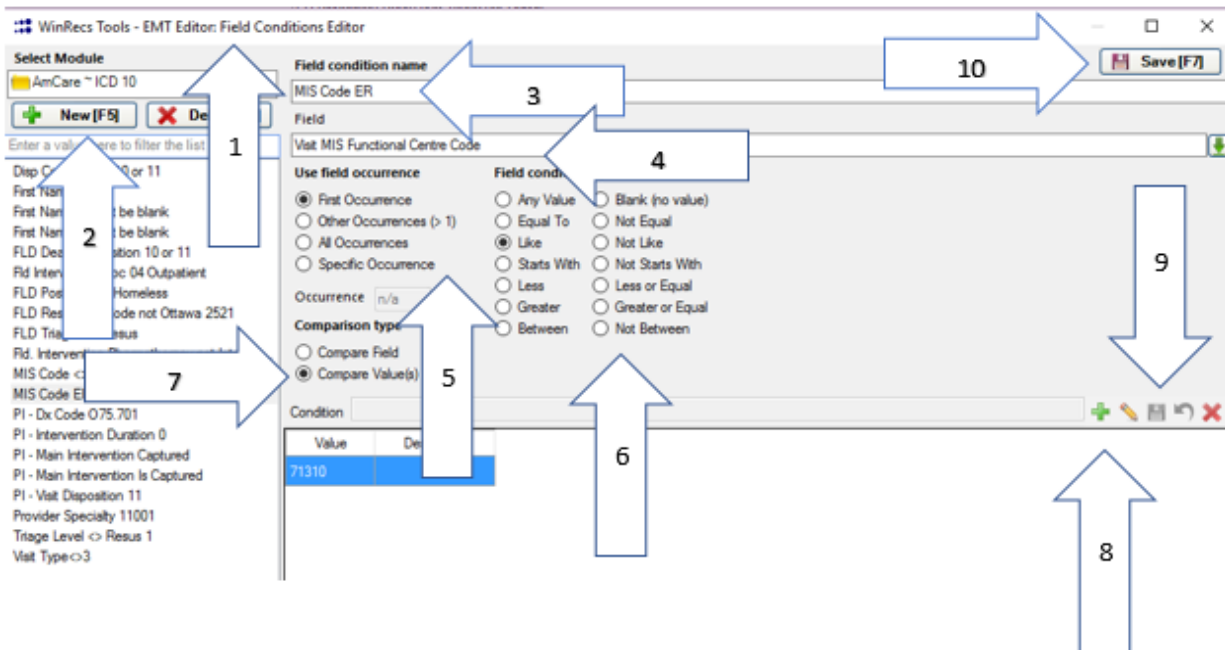 WinRecs Tools - EMT Editor: Field Conditions Editor
Select Module
AmCare ~ ICD 10
New [F5]
De
Enter a val ere to filter the list
Disp C 0 or 11
First Na
First Nam t be blank
First Nam t be blank
FLD Dea sition 10 or 11
Fld Interv oc 04 Outpatient
FLD Pos Homeless
FLD Res ode not Ottawa 2521
FLD Triag esus
Fld. Interven
MIS Code <
MIS Code E
PI - Dx Code O75.701
PI - Intervention Duration 0
PI - Main Intervention Captured
PI - Main Intervention Is Captured
PI - Visit Disposition 11
Provider Specialty 11001
Triage Level <> Resus 1
Visit Type<>3
Field condition name
MIS Code ER
Field
Visit MIS Functional Centre Code
Use field occurrence
First Occurrence
Other Occurrences (> 1)
All Occurrences
Specific Occurrence
Occurrence n/a
Comparison type
Compare Field
Compare Value(s)
Field condi
Any Value Blank (no value)
Equal To Not Equal
Like Not Like
Starts With Not Starts With
Less Less or Equal
Greater Greater or Equal
Between Not Between
Condition
Value De
71310
Save [F7]
1
2
3
4
5
6
7
8
9
10